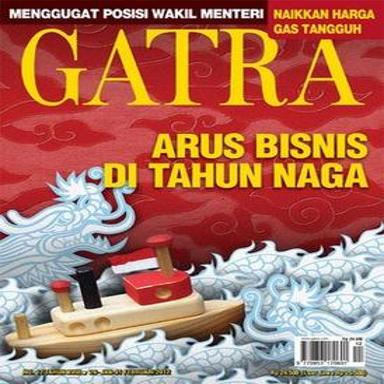 MENGGUGAT POSISI WAKIL MENTERI
NAIKKAN HARGA
GAS TANGGUH
GATRA
ARUS BISNIS
DI TAHUN NAGA